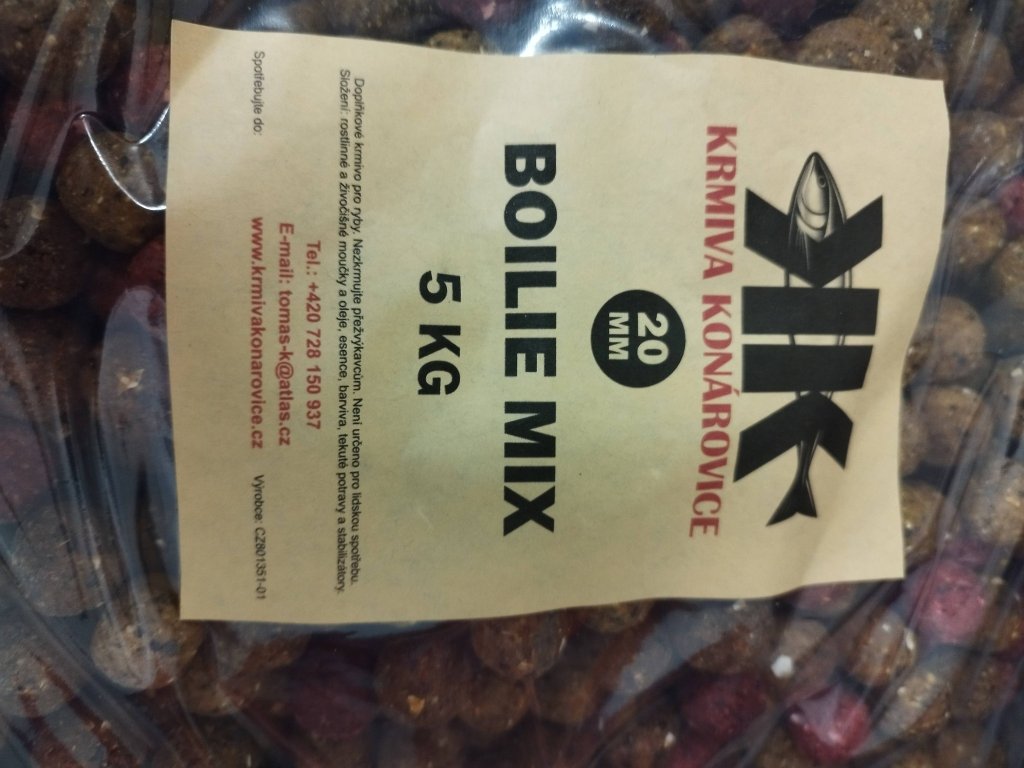 KK
KRMIVA KONÁROVICE
20
MM
BOILIE MIX
5 KG
Doplňkové krmivo pro ryby. Nezkrmujte přežvýkavcům. Není určeno pro lidskou spotřebu.
Složení: rostlinné a živočišné moučky a oleje, esence, barviva, tekuté potravy a stabilizátory.
Tel.: +420 728 150 937
E-mail: tomas-k@atlas.cz
www.krmivakonarovice.cz
Spotřebujte do:
Výrobce: CZ801351-01